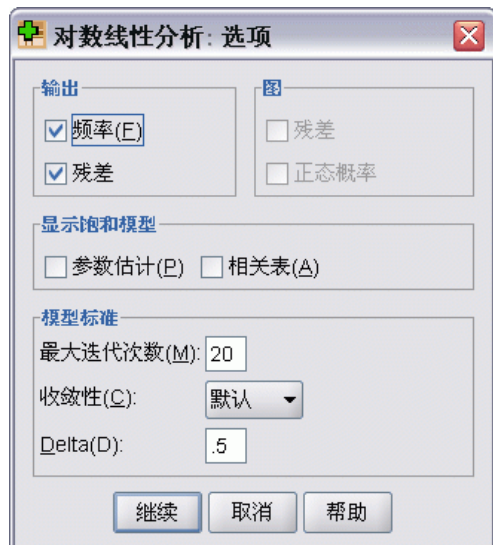 对数线性分析: 选项
输出
频率(F)
残差
图
残差
正态概率
显示饱和模型
参数估计(P) 相关表(A)
模型标准
最大迭代次数(M): 20
收敛性(C): 默认
Delta(D): .5
继续 取消 帮助